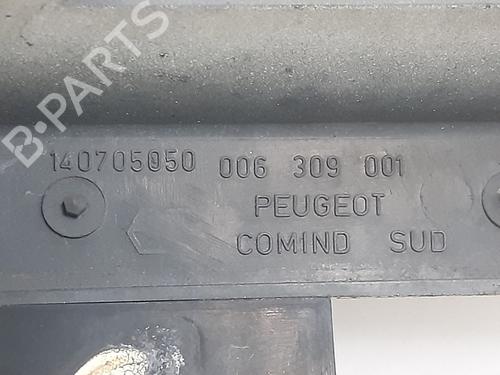 B-PARTS
140705050 006 309 001
PEUGEOT
COMIND SUD